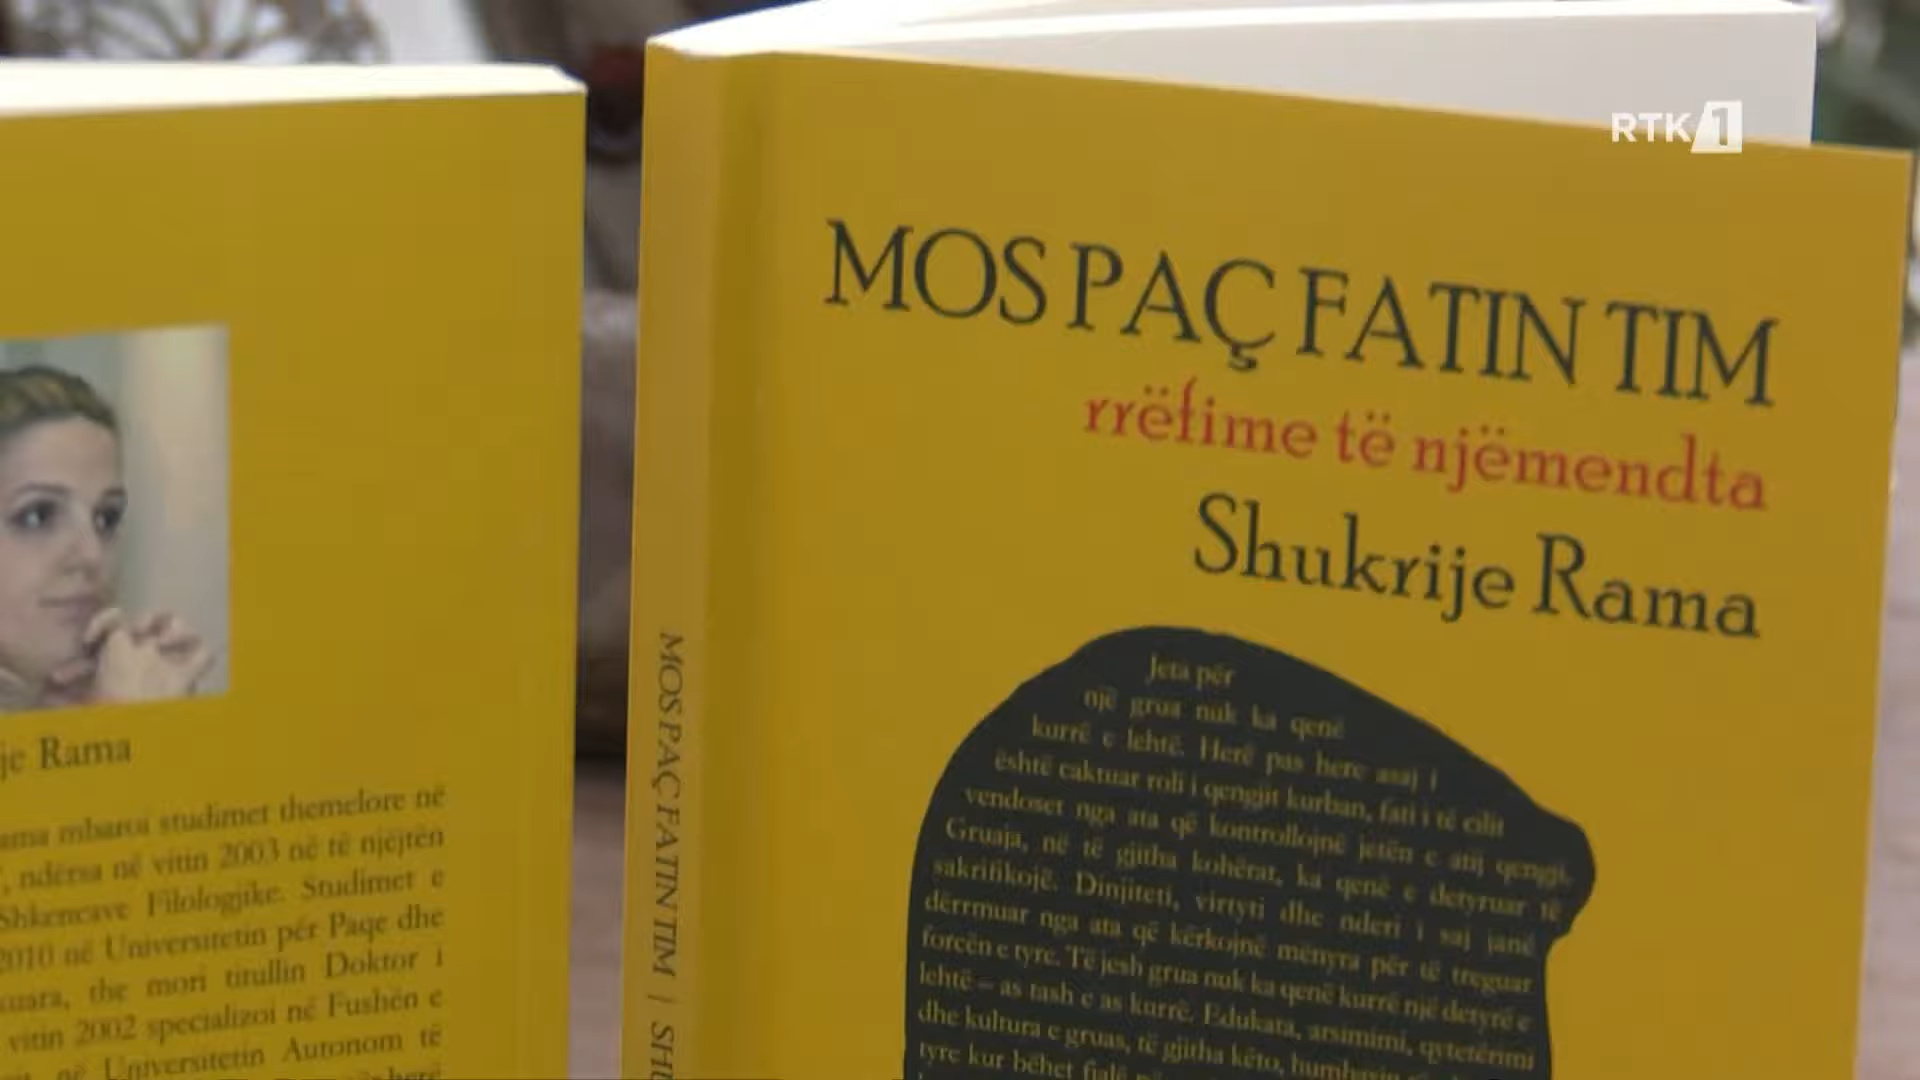 RTK 1
MOS PAÇ FATIN TIM
rrëfime të njëmendta
Shukrije Rama
Jeta për
një grua nuk ka qenë
kurrë e lehtë. Herë pas here asaj i
është caktuar roli i qengjit kurban, fati i të cilit
vendoset nga ata që kontrollojnë jetën e atij qengji.
Gruaja, në të gjitha kohërat, ka qenë e detyruar të
sakrifikojë. Dinjiteti, virtyti dhe nderi i saj janë
dërrmuar nga ata që kërkojnë mënyra për të treguar
forcën e tyre. Të jesh grua nuk ka qenë kurrë një detyrë e
lehtë – as tash e as kurrë. Edukata, arsimimi, qytetërimi
dhe kultura e gruas, të gjitha këto, humbasin
tyre kur bëhet fjalë
MOS PAÇ FATIN TIM | SHU
je Rama
ama mbaroi studimet themelore në
, ndërsa në vitin 2003 në të njëjtën
Shkencave Filologjike. Studimet e
2010 në Universitetin për Paqe dhe
uara, the mori titullin Doktor i
vitin 2002 specializoi në Fushën e
në Universitetin Autonom të